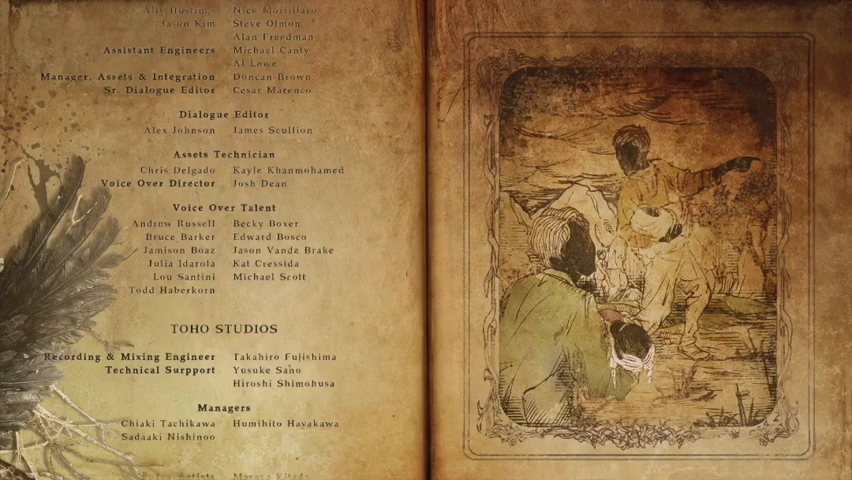 Ally Hustings Nick Mortillaro
Jason Kim Steve Olmon
Alan Freedman
Assistant Engineers Michael Canty
Al Lowe
Manager, Assets & Integration Duncan Brown
Sr. Dialogue Editor Cesar Marenco
Dialogue Editor
Alex Johnson James Scullion
Assets Technician
Chris Delgado Kayle Khanmohamed
Voice Over Director Josh Dean
Voice Over Talent
Andrew Russell Becky Boxer
Bruce Barker Edward Bosco
Jamison Boaz Jason Vande Brake
Julia Idarola Kat Cressida
Lou Santini Michael Scott
Todd Haberkorn
TOHO STUDIOS
Recording & Mixing Engineer Takahiro Fujishima
Technical Surpport Yusuke Sano
Hiroshi Shimohusa
Managers
Chiaki Tachikawa Humihito Hayakawa
Sadaaki Nishinoo